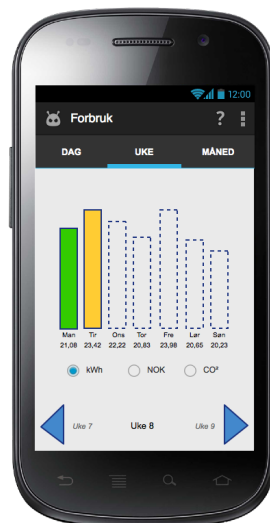 12:00
Forbruk ?
DAG UKE MÅNED
Man Tir Ons Tor Fre Lør Søn
21,08 23,42 22,22 20,83 23,98 20,65 20,23
kWh NOK CO²
Uke 7 Uke 8 Uke 9